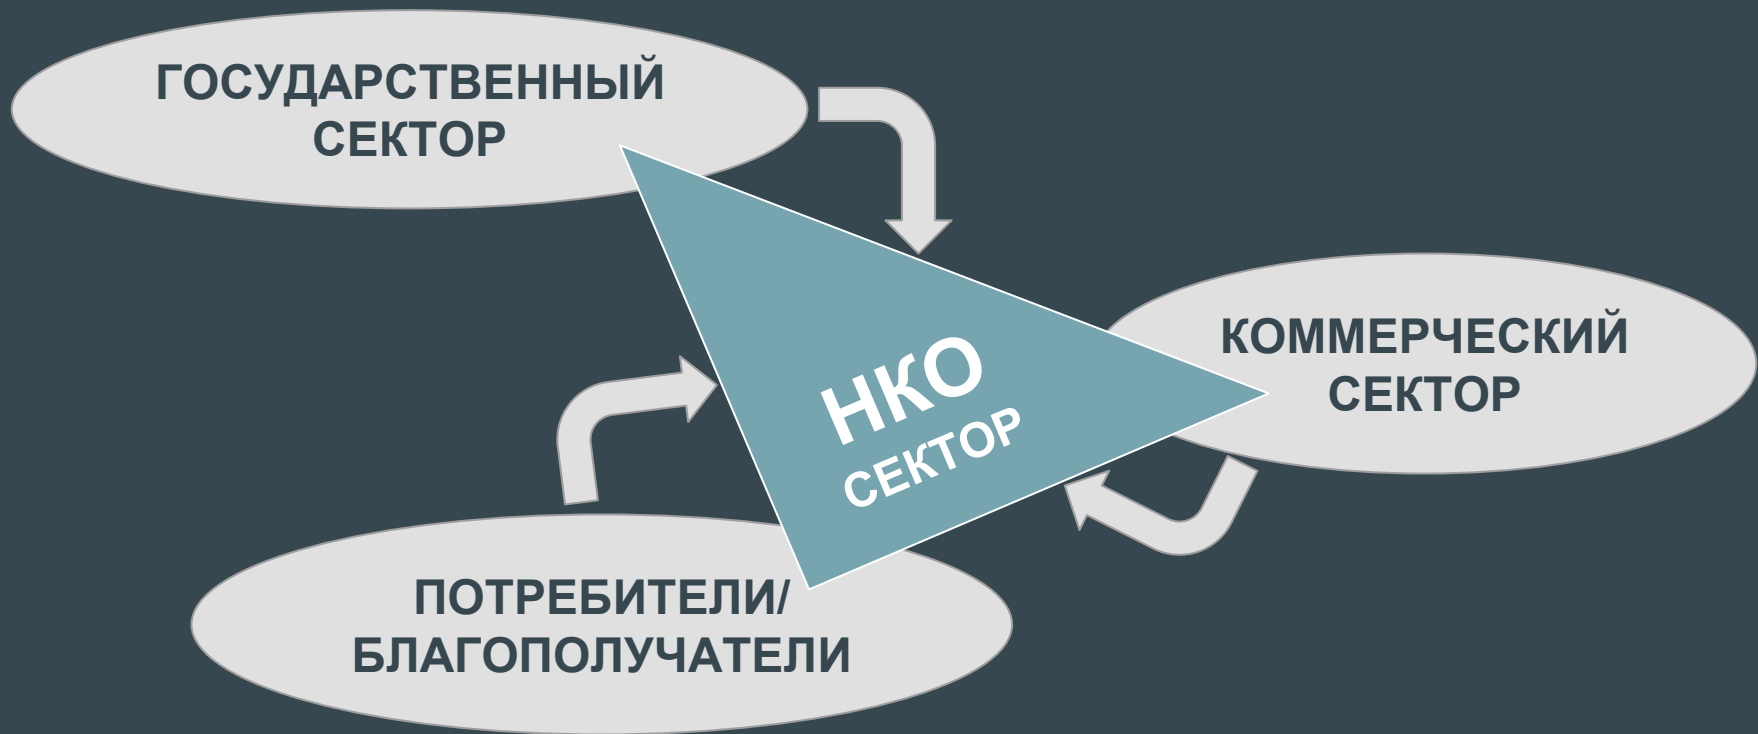 ГОСУДАРСТВЕННЫЙ
СЕКТОР
КОММЕРЧЕСКИЙ
СЕКТОР
НКО
СЕКТОР
ПОТРЕБИТЕЛИ/
БЛАГОПОЛУЧАТЕЛИ